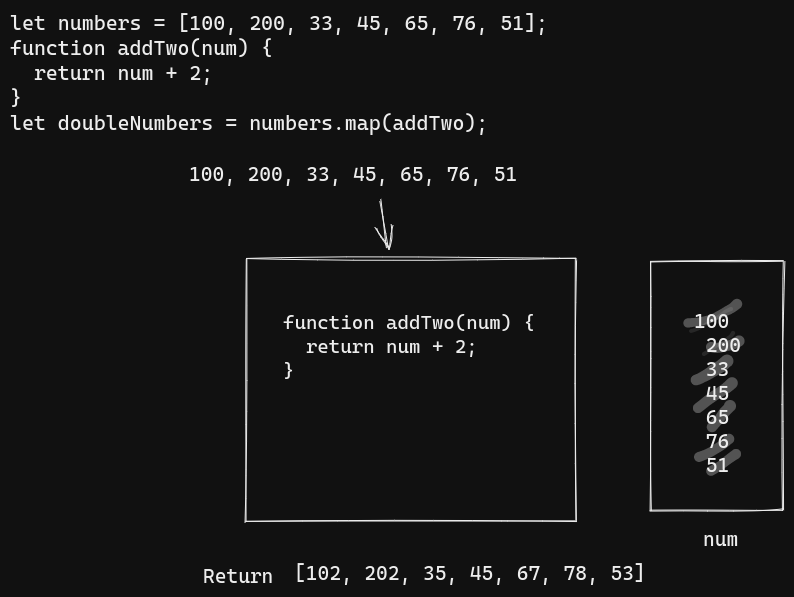 let numbers = [100, 200, 33, 45, 65, 76, 51];
function addTwo(num) {
  return num + 2;
}
let doubleNumbers = numbers.map(addTwo);
100, 200, 33, 45, 65, 76, 51
function addTwo(num) {
  return num + 2;
}
100
200
33
45
65
76
51
num
Return [102, 202, 35, 45, 67, 78, 53]